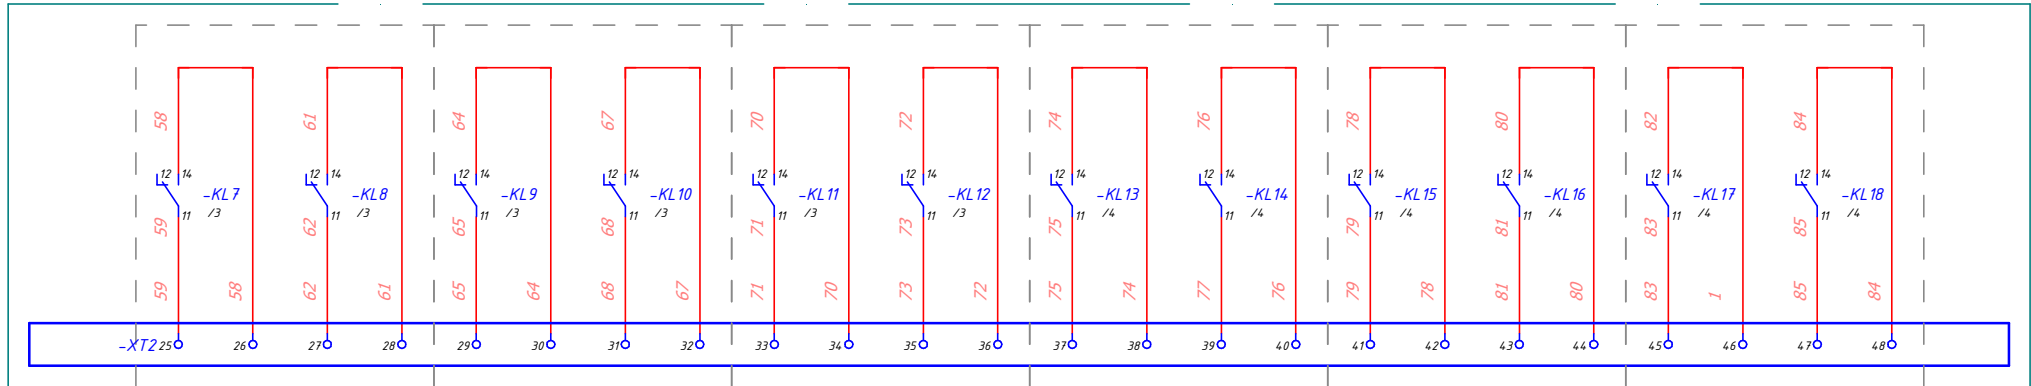 58 61 64 67 70 72 74 76 78 80 82 84
12 14 12 14 12 14 12 14 12 14 12 14 12 14 12 14 12 14 12 14 12 14 12 14
-KL7 -KL8 -KL9 -KL10 -KL11 -KL12 -KL13 -KL14 -KL15 -KL16 -KL17 -KL18
11 /3 11 /3 11 /3 11 /3 11 /3 11 /3 11 /4 11 /4 11 /4 11 /4 11 /4 11 /4
59 62 65 68 71 73 75 77 79 81 83 85
59 58 62 61 65 64 68 67 71 70 73 72 75 74 77 76 79 78 81 80 83 1 85 84
-XT2 25 26 27 28 29 30 31 32 33 34 35 36 37 38 39 40 41 42 43 44 45 46 47 48